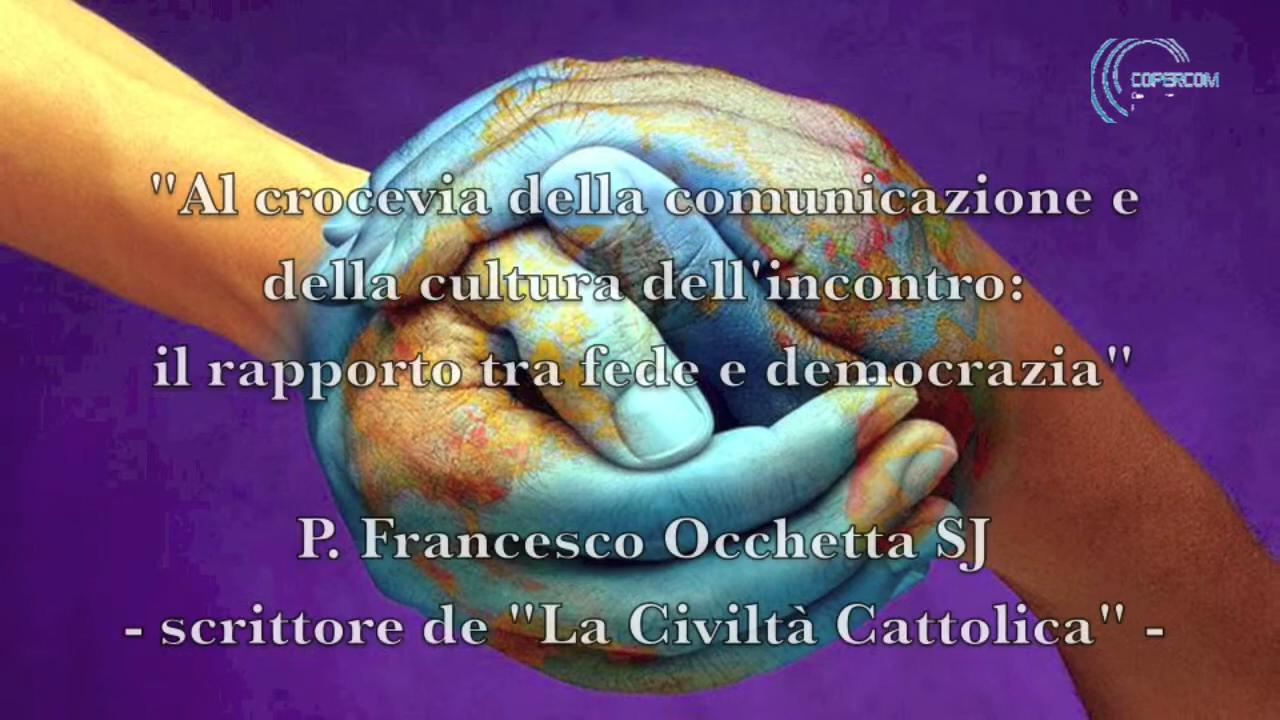 COPERCOM
"Al crocevia della comunicazione e
della cultura dell'incontro:
il rapporto tra fede e democrazia"
P. Francesco Occhetta SJ
- scrittore de "La Civiltà Cattolica" -